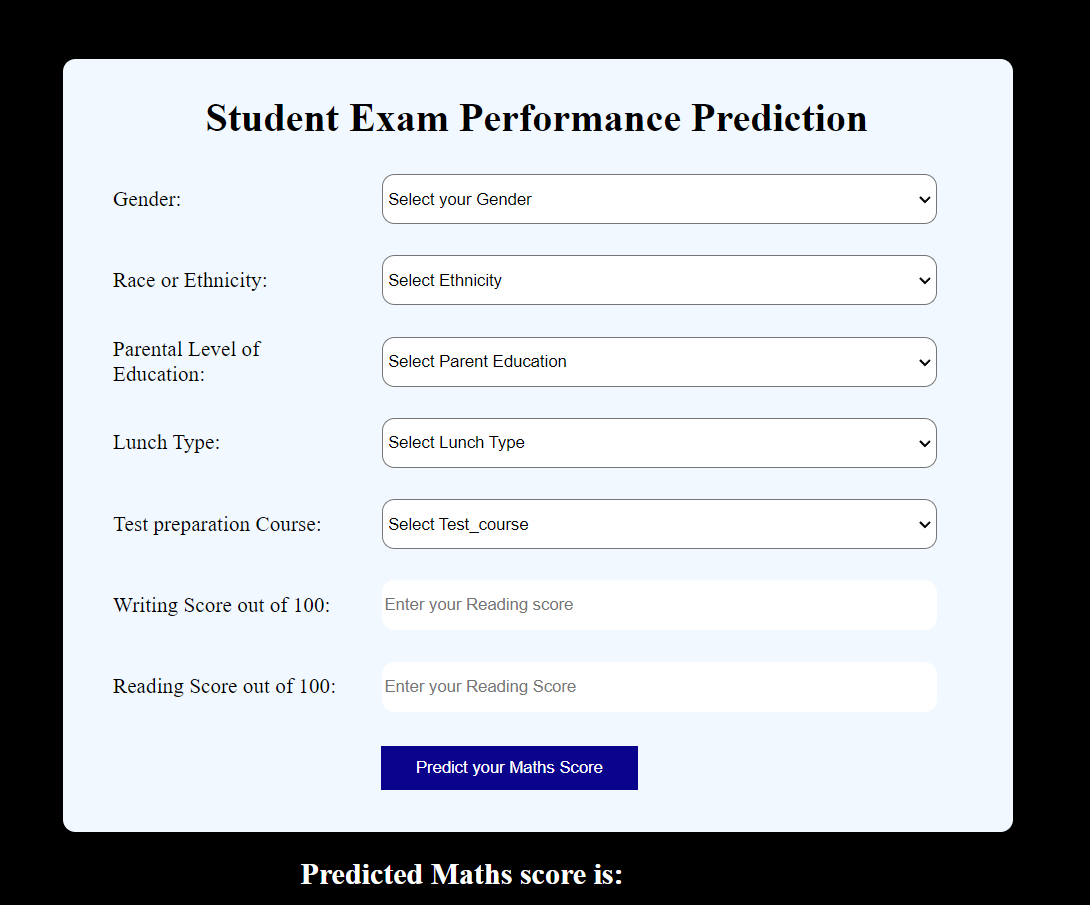 Student Exam Performance Prediction
Gender:
Select your Gender
Race or Ethnicity:
Select Ethnicity
Parental Level of
Education:
Select Parent Education
Lunch Type:
Select Lunch Type
Test preparation Course:
Select Test_course
Writing Score out of 100:
Enter your Reading score
Reading Score out of 100:
Enter your Reading Score
Predict your Maths Score
Predicted Maths score is: